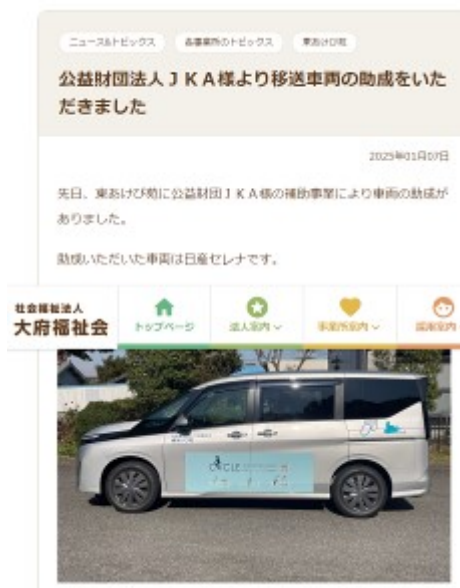 ニュース&トピックス 各事業所のトピックス 東あけび苑
公益財団法人JKA様より移送車両の助成をいた
だきました
2025年01月07日
先日、東あけび苑に公益財団JKA様の補助事業により車両の助成が
ありました。
助成いただいた車両は日産セレナです。
社会福祉法人
大府福祉会
トップページ 法人案内 事業所案内 採用案内
CYCLE